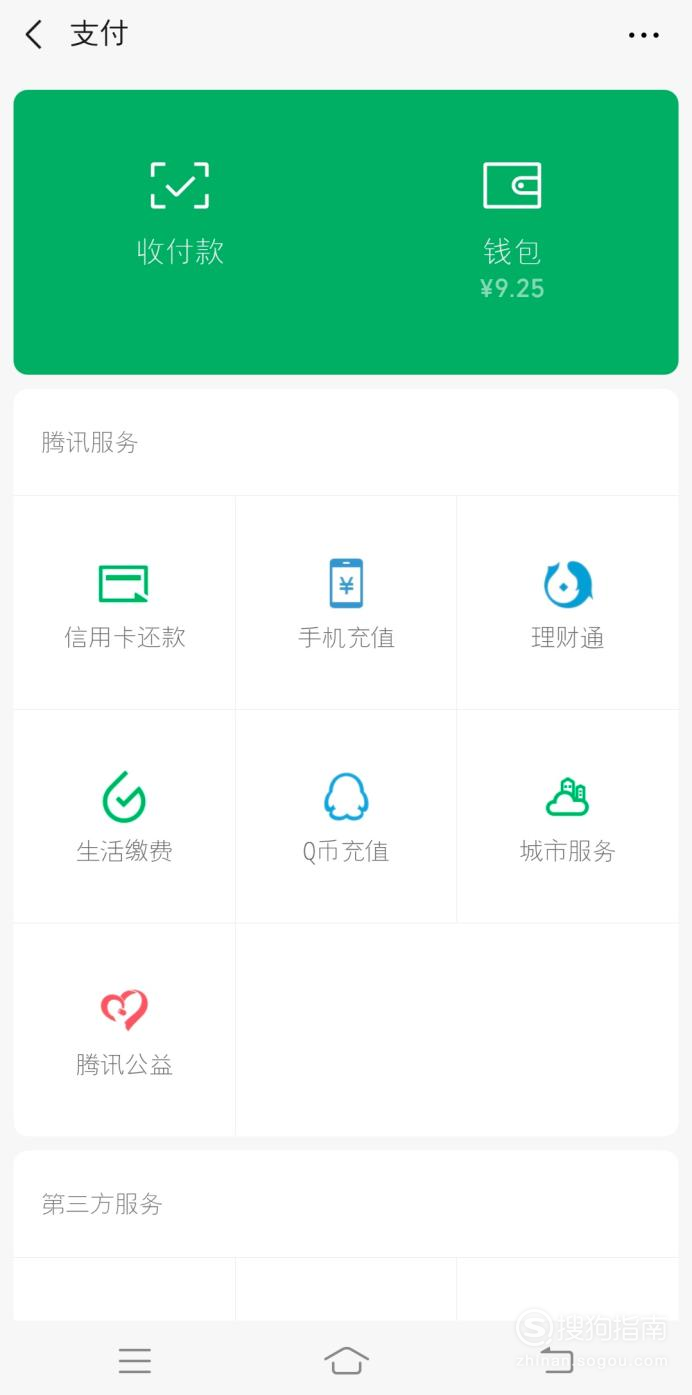 支付
收付款
钱包
¥9.25
腾讯服务
信用卡还款
手机充值
理财通
生活缴费
Q币充值
城市服务
腾讯公益
第三方服务
搜狗指南
zhinan.sogou.com